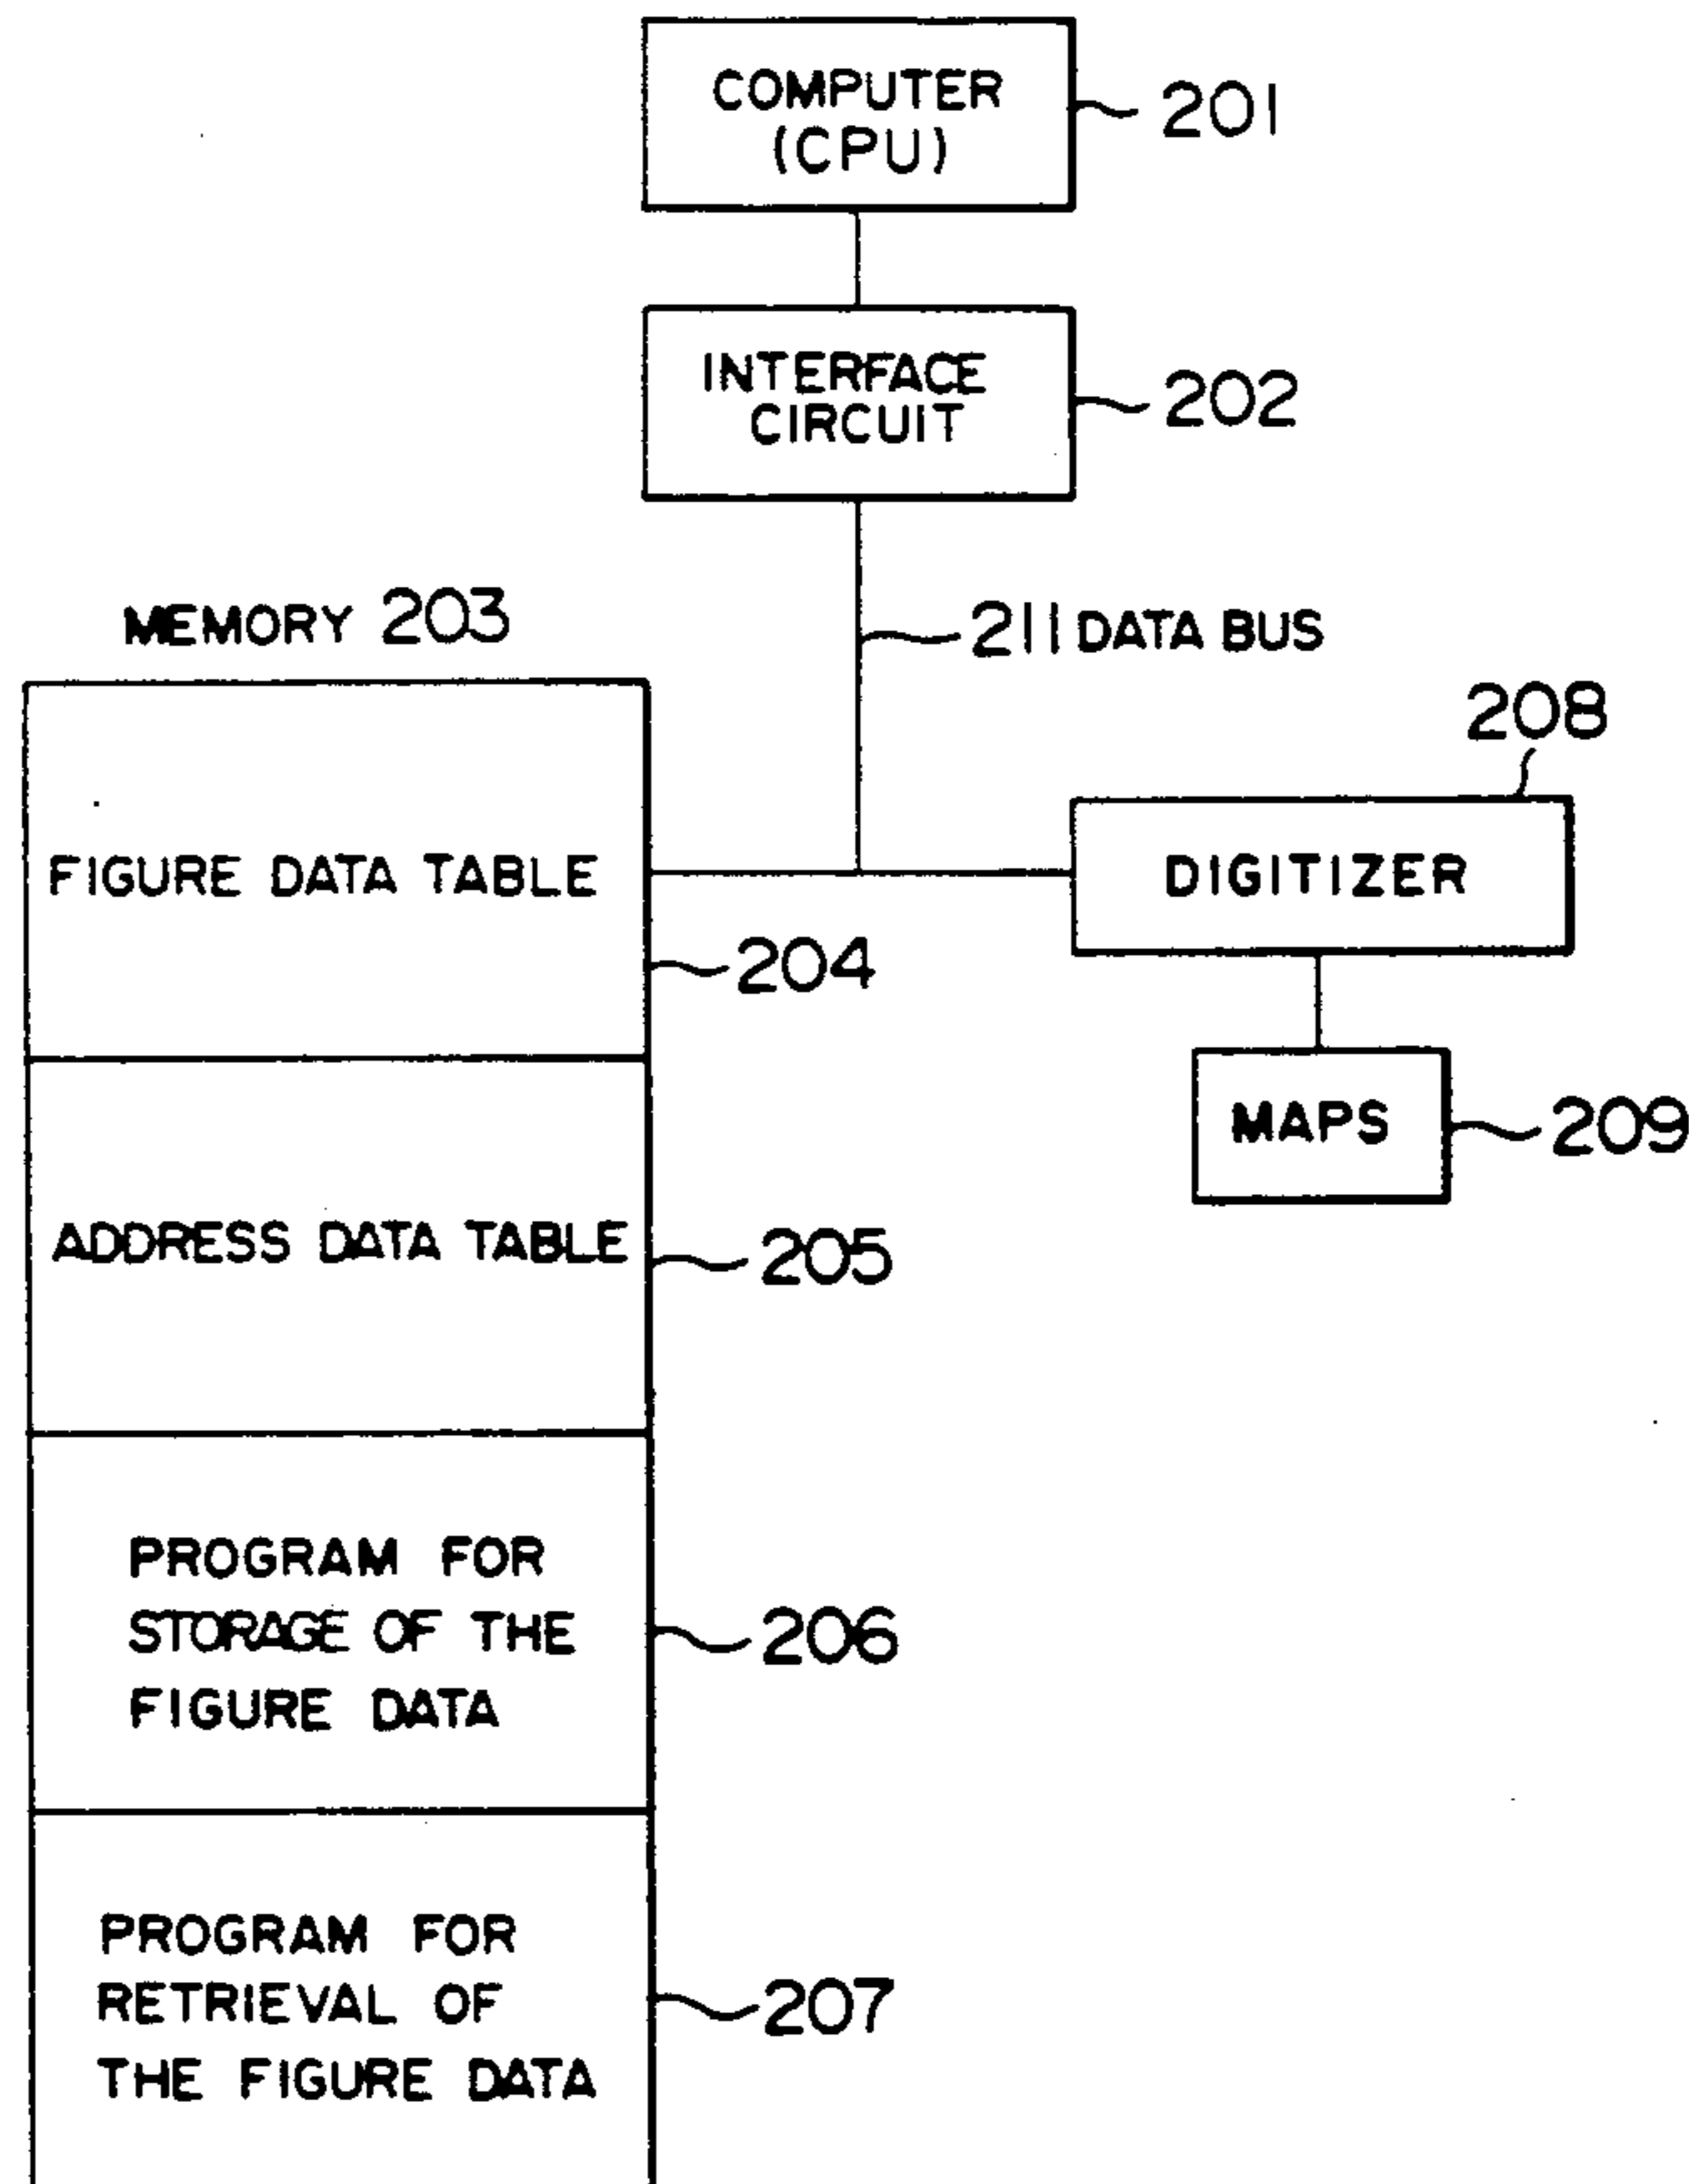 COMPUTER
(CPU)
201
INTERFACE
CIRCUIT
202
MEMORY 203
211 DATA BUS
208
FIGURE DATA TABLE
DIGITIZER
204
MAPS
209
ADDRESS DATA TABLE
205
PROGRAM FOR
STORAGE OF THE
FIGURE DATA
206
PROGRAM FOR
RETRIEVAL OF
THE FIGURE DATA
207